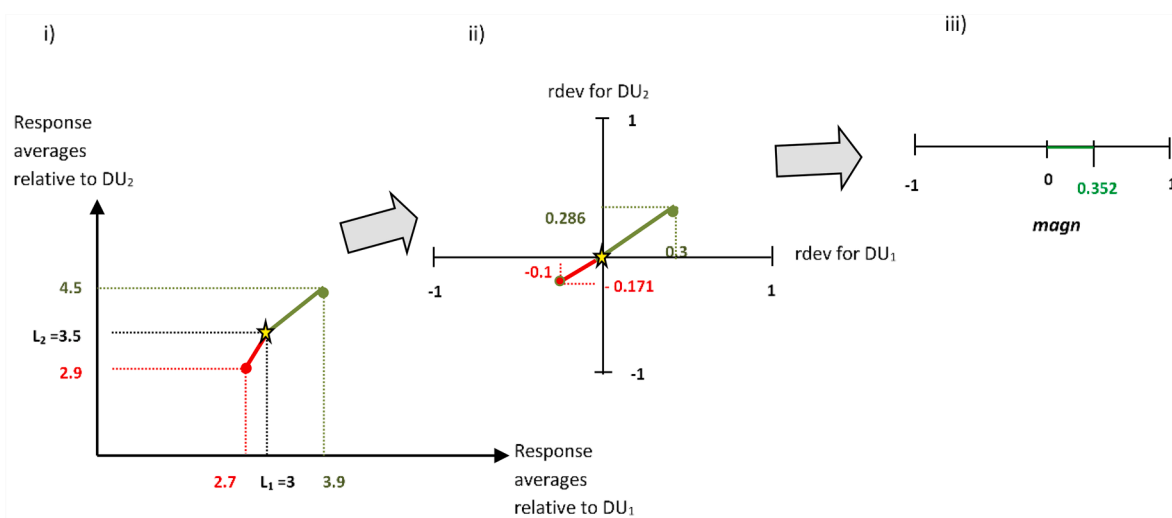 i)
ii)
iii)
Response
averages
relative to DU₂
4.5
L₂ =3.5
2.9
2.7
L₁ =3
3.9
Response
averages
relative to DU₁
rdev for DU₂
1
0.286
0,3
-0.1
- 0.171
-1
1
-1
rdev for DU₁
-1
0
0.352
1
magn